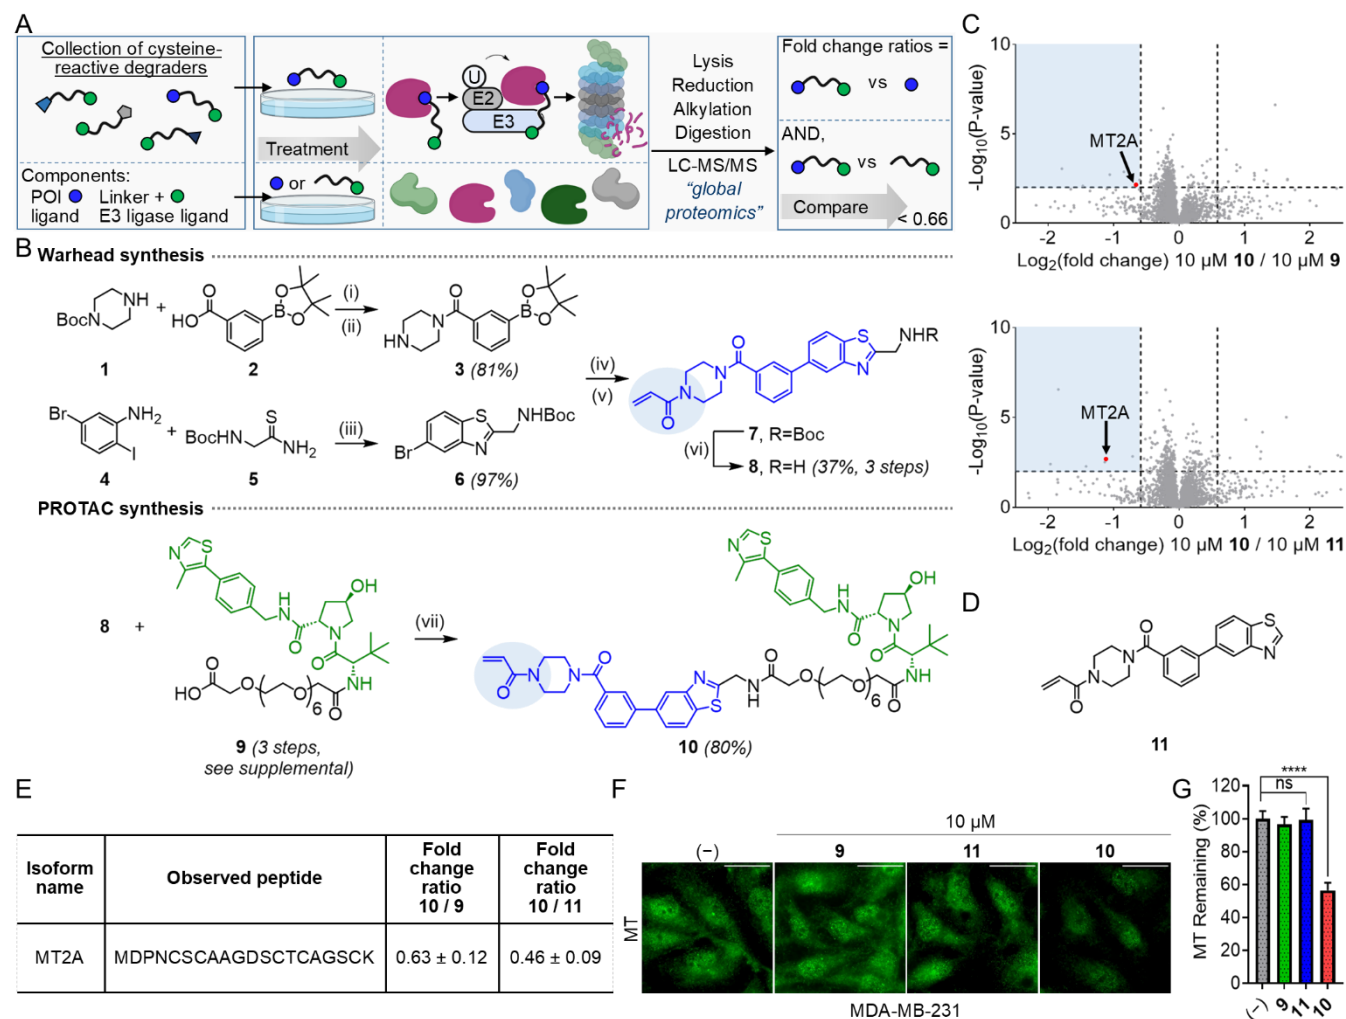 A
Collection of cysteine-
reactive degraders
Components:
POI
ligand
Linker +
E3 ligase ligand
Treatment
or
U
E2
E3
Lysis
Reduction
Alkylation
Digestion
LC-MS/MS
“global
proteomics”
Fold change ratios =
vs
AND,
vs
Compare
< 0.66
B
Warhead synthesis
BocN
NH
1
+
O
HO
B
O
O
2
(i)
(ii)
O
N
HN
B
O
O
3 (81%)
Br
NH2
I
4
+
BocHN
S
NH2
5
(iii)
Br
S
N
NHBoc
6 (97%)
(iv)
(v)
O
N
N
O
S
N
NHR
7, R=Boc
(vi)
8, R=H (37%, 3 steps)
PROTAC synthesis
8
+
N
S
OH
H
N
O
N
O
NH
HO
O
O
O
6
O
9 (3 steps,
see supplemental)
(vii)
N
S
OH
H
N
O
N
O
NH
O
N
N
O
N
S
N
H
O
O
O
6
O
10 (80%)
C
-Log10(P-value)
10
5
0
MT2A
-2
-1
0
1
2
Log2(fold change) 10 µM 10 / 10 µM 9
-Log10(P-value)
10
5
0
MT2A
-2
-1
0
1
2
Log2(fold change) 10 µM 10 / 10 µM 11
D
O
N
N
O
S
N
11
E
Isoform
name
Observed peptide
Fold
change
ratio
10 / 9
Fold
change
ratio
10 / 11
MT2A
MDPNCSCAAGDSCTCAGSCK
0.63 ± 0.12
0.46 ± 0.09
F
10 µM
(−)
9
11
10
MT
MDA-MB-231
G
MT Remaining (%)
120
100
80
60
40
20
0
****
ns
(−)
9
11
10